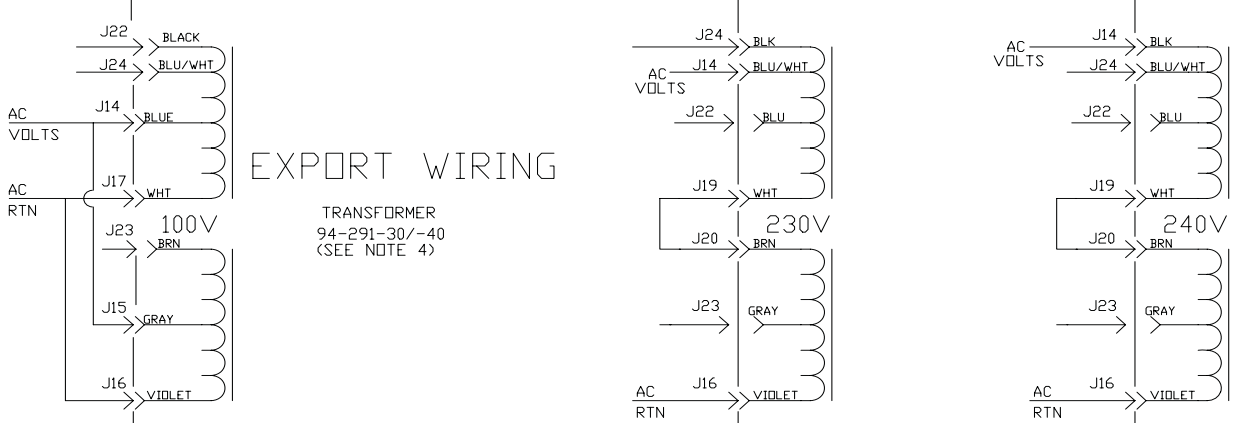 J22
BLACK
J24
BLU/WHT
AC
VOLTS
J14
BLUE
AC
RTN
J17
WHT
100V
J23
BRN
J15
GRAY
J16
VIOLET
EXPORT WIRING
TRANSFORMER
94-291-30/-40
(SEE NOTE 4)
J24
BLK
AC
VOLTS
J14
BLU/WHT
J22
BLU
J19
WHT
230V
J20
BRN
J23
GRAY
AC
RTN
J16
VIOLET
AC
VOLTS
J14
BLK
J24
BLU/WHT
J22
BLU
J19
WHT
240V
J20
BRN
J23
GRAY
AC
RTN
J16
VIOLET